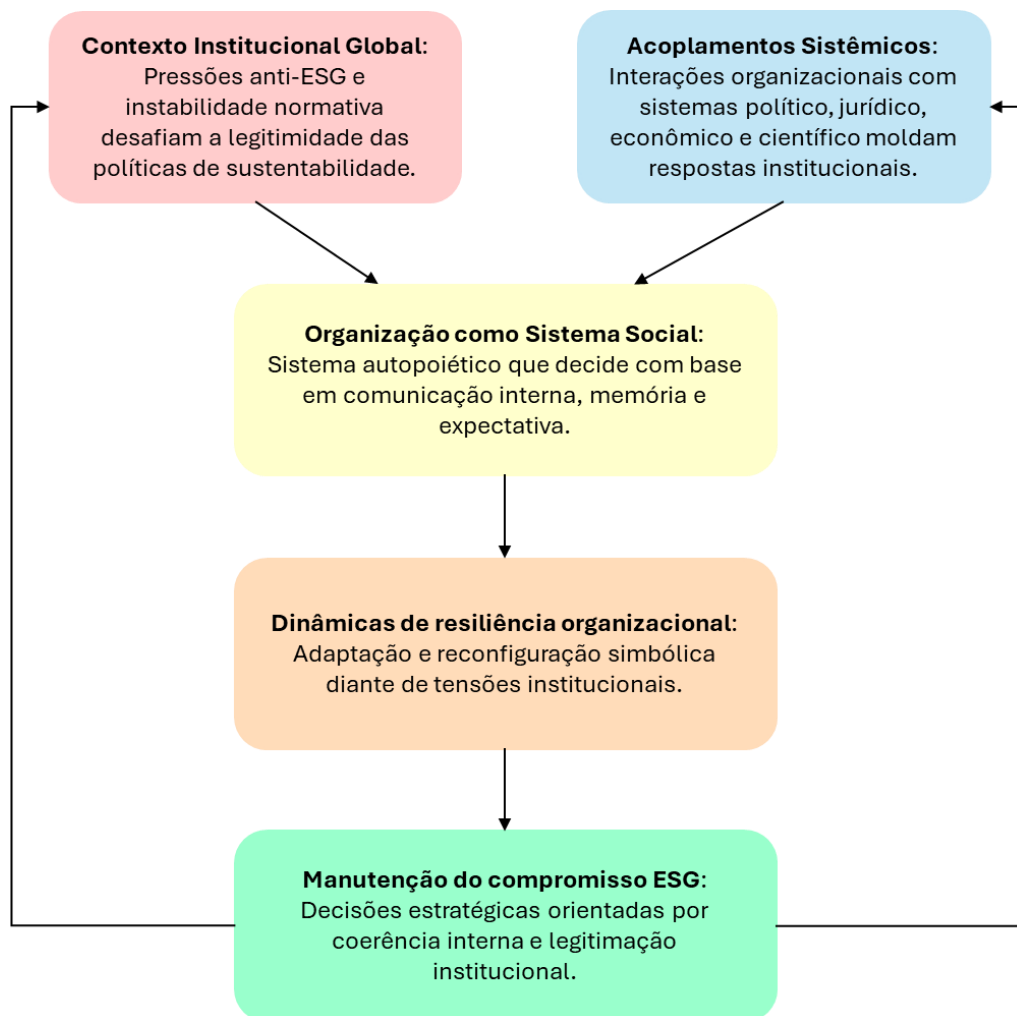 Contexto Institucional Global:
Pressões anti-ESG e
instabilidade normativa
desafiam a legitimidade das
políticas de sustentabilidade.
Acoplamentos Sistêmicos:
Interações organizacionais com
sistemas político, jurídico,
econômico e científico moldam
respostas institucionais.
Organização como Sistema Social:
Sistema autopoiético que decide com base
em comunicação interna, memória e
expectativa.
Dinâmicas de resiliência organizacional:
Adaptação e reconfiguração simbólica
diante de tensões institucionais.
Manutenção do compromisso ESG:
Decisões estratégicas orientadas por
coerência interna e legitimação
institucional.